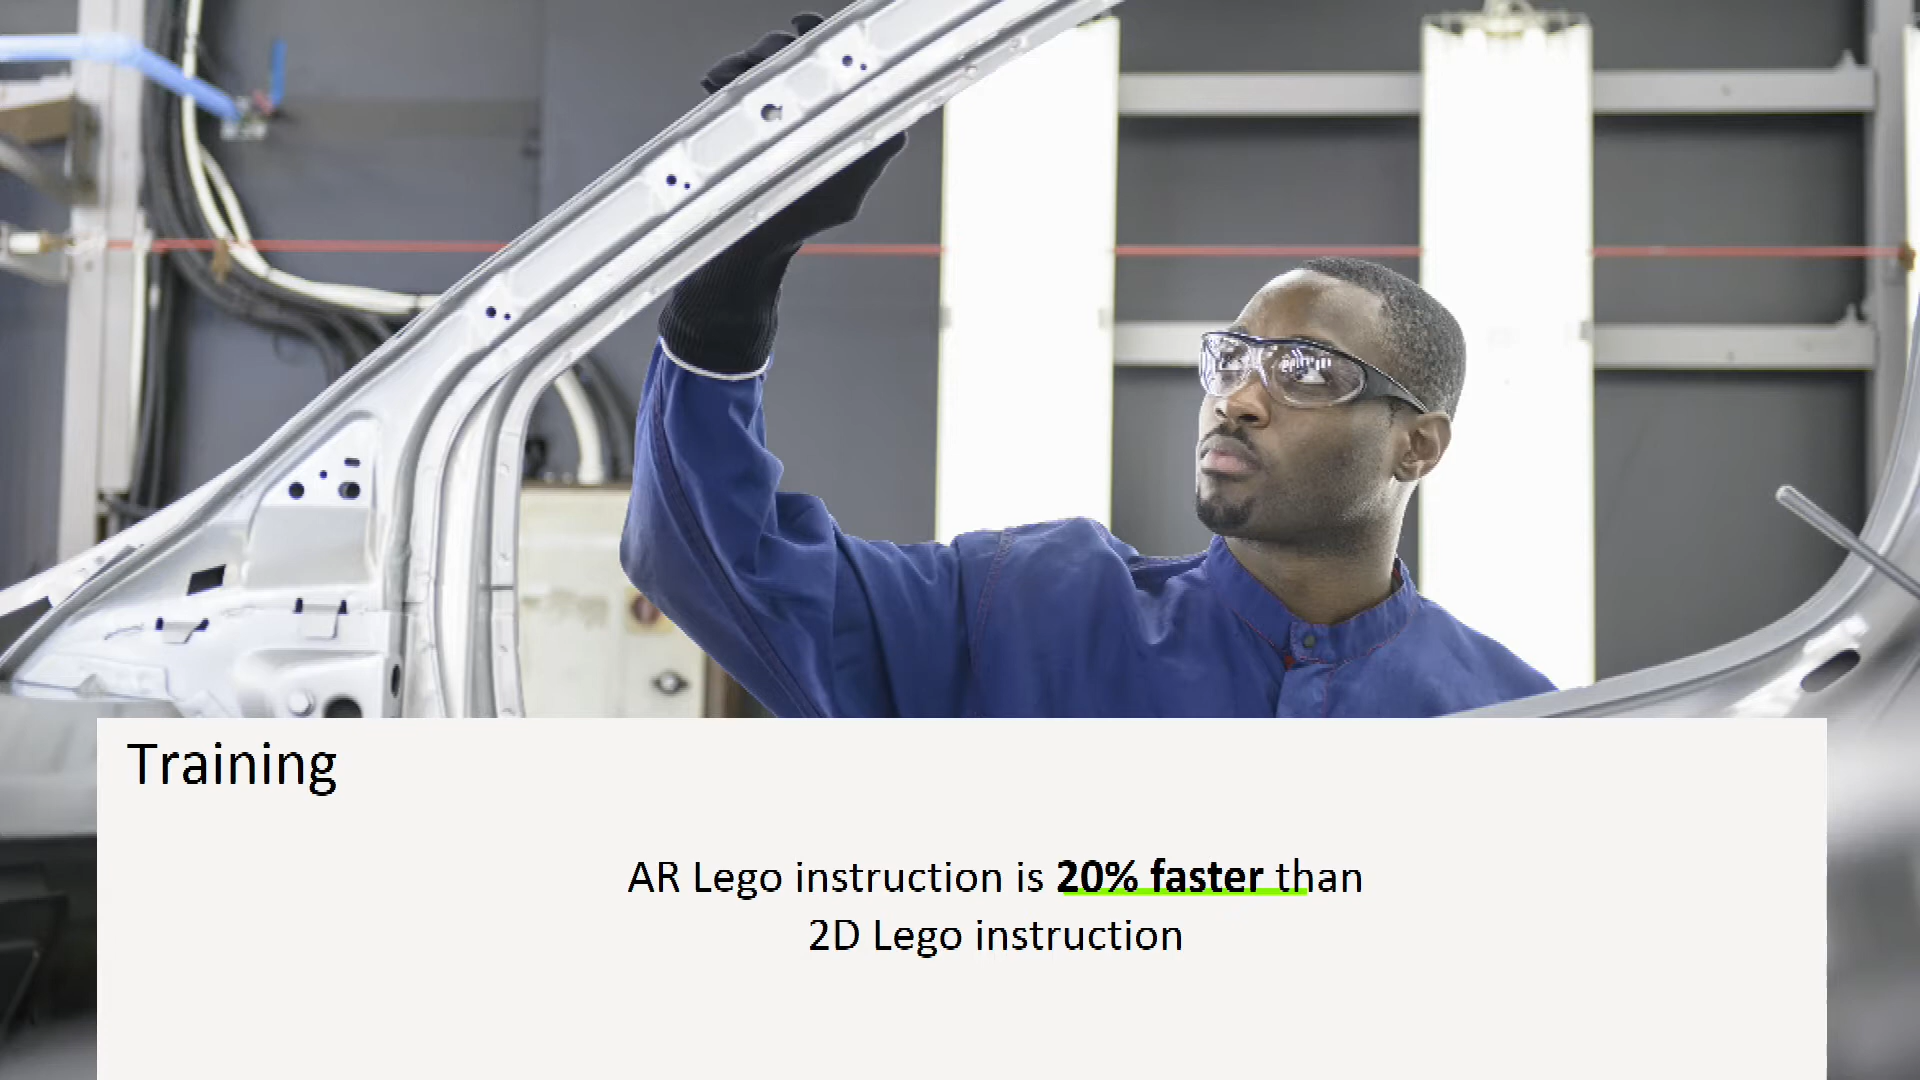 Training
AR Lego instruction is 20% faster than
2D Lego instruction